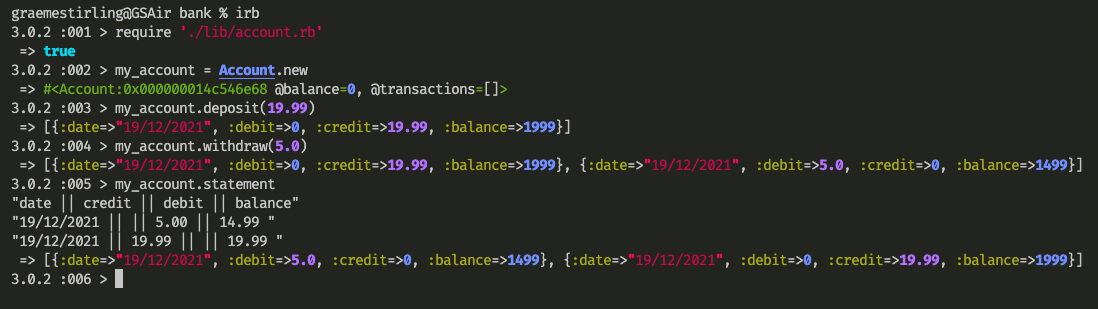 graemestirling@GSAir bank % irb
3.0.2 :001 > require './lib/account.rb'
 => true
3.0.2 :002 > my_account = Account.new
 => #<Account:0x000000014c546e68 @balance=0, @transactions=[]>
3.0.2 :003 > my_account.deposit(19.99)
 => [{:date=>"19/12/2021", :debit=>0, :credit=>19.99, :balance=>1999}]
3.0.2 :004 > my_account.withdraw(5.0)
 => [{:date=>"19/12/2021", :debit=>0, :credit=>19.99, :balance=>1999}, {:date=>"19/12/2021", :debit=>5.0, :credit=>0, :balance=>1499}]
3.0.2 :005 > my_account.statement
"date || credit || debit || balance"
"19/12/2021 || || 5.00 || 14.99 "
"19/12/2021 || 19.99 || || 19.99 "
 => [{:date=>"19/12/2021", :debit=>5.0, :credit=>0, :balance=>1499}, {:date=>"19/12/2021", :debit=>0, :credit=>19.99, :balance=>1999}]
3.0.2 :006 >